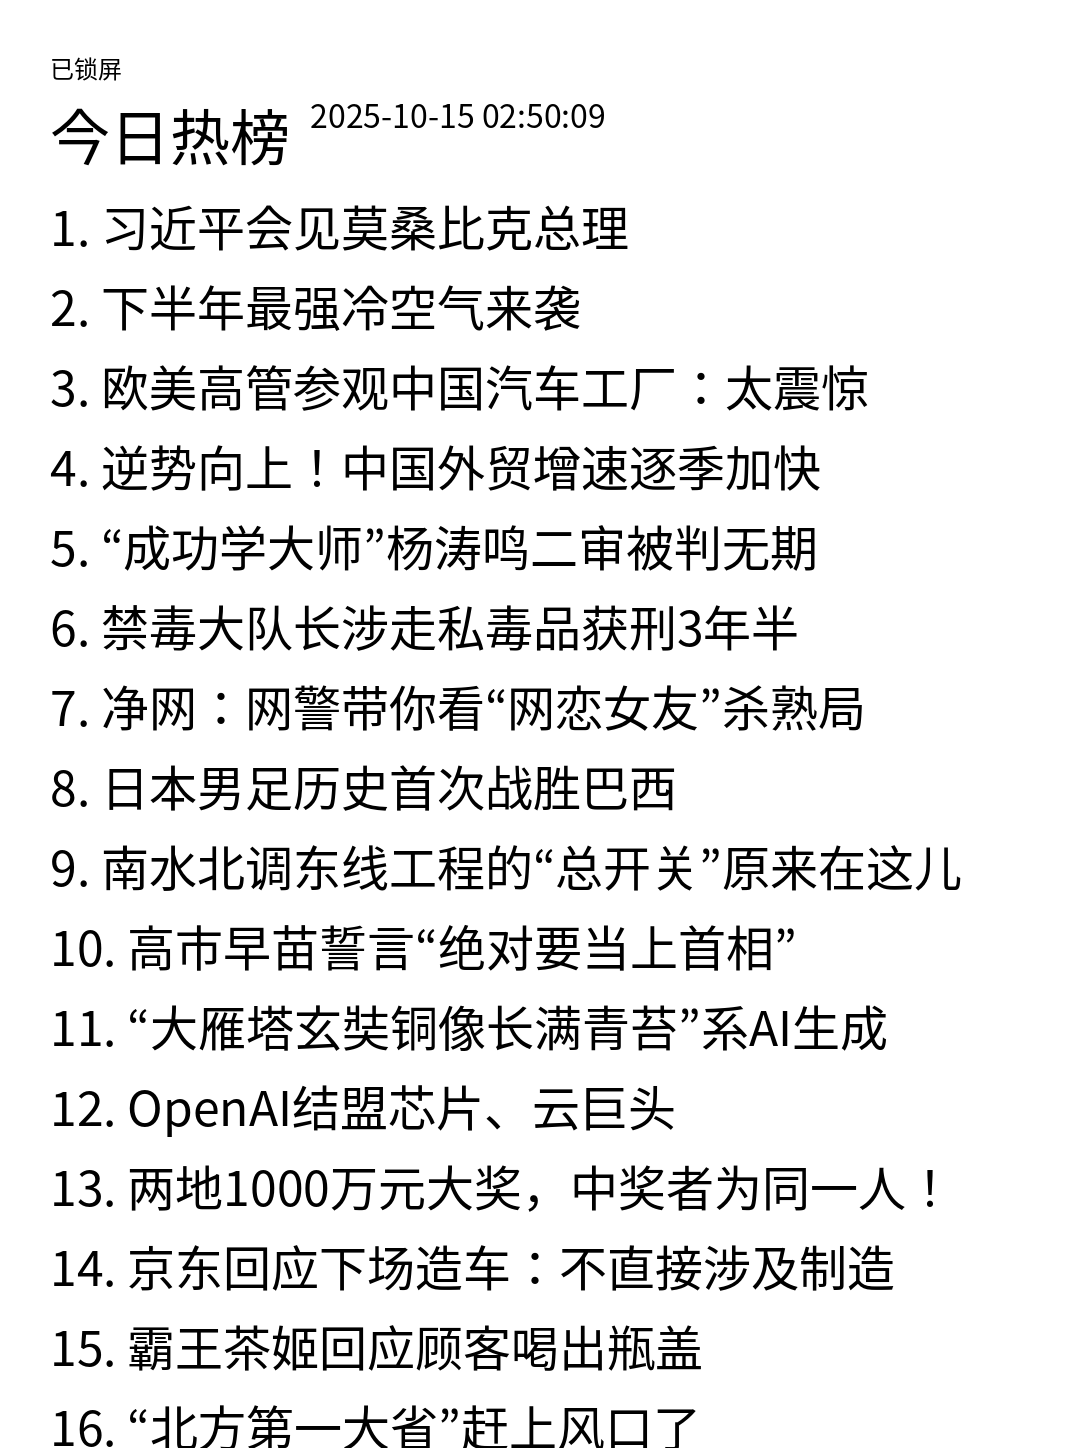 已锁屏
今日热榜 2025-10-15 02:50:09
1. 习近平会见莫桑比克总理
2. 下半年最强冷空气来袭
3. 欧美高管参观中国汽车工厂：太震惊
4. 逆势向上！中国外贸增速逐季加快
5. “成功学大师”杨涛鸣二审被判无期
6. 禁毒大队长涉走私毒品获刑3年半
7. 净网：网警带你看“网恋女友”杀熟局
8. 日本男足历史首次战胜巴西
9. 南水北调东线工程的“总开关”原来在这儿
10. 高市早苗誓言“绝对要当上首相”
11. “大雁塔玄奘铜像长满青苔”系AI生成
12. OpenAI结盟芯片、云巨头
13. 两地1000万元大奖，中奖者为同一人！
14. 京东回应下场造车：不直接涉及制造
15. 霸王茶姬回应顾客喝出瓶盖
16. “北方第一大省”赶上风口了